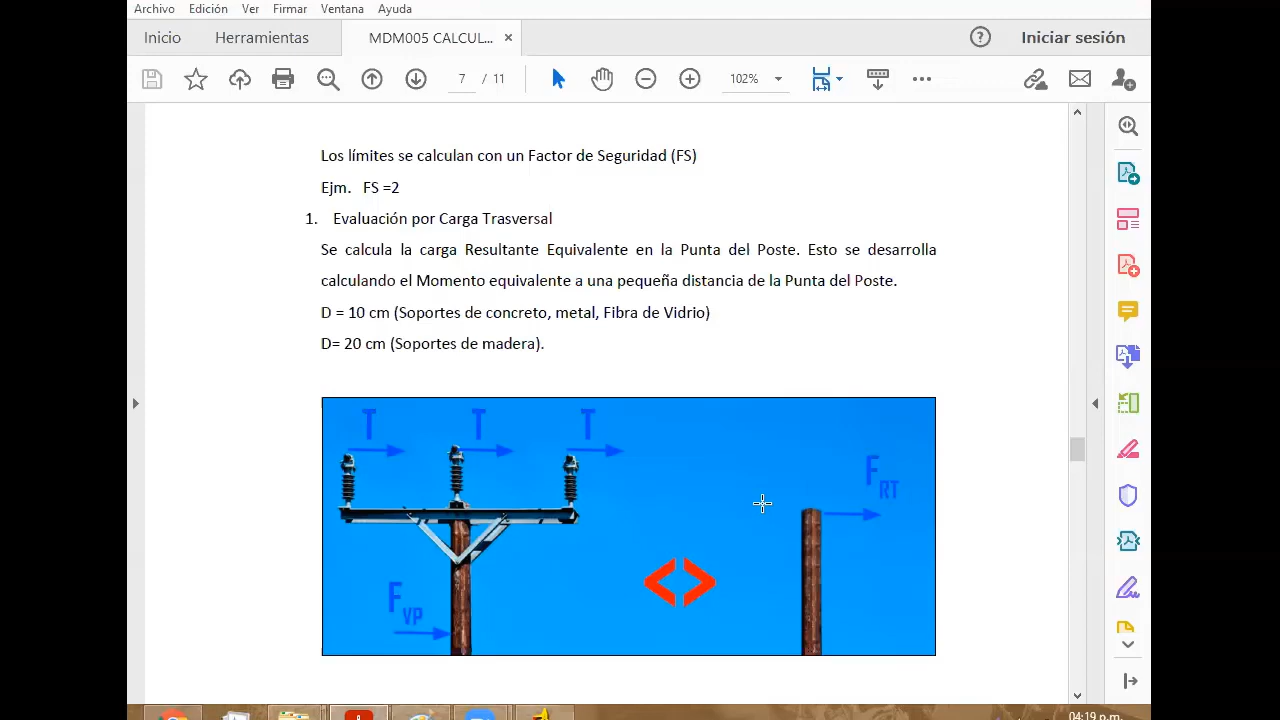 Archivo Edición Ver Firmar Ventana Ayuda
Inicio Herramientas MDM005 CALCUL... × ? Iniciar sesión
7 / 11 102%
Los límites se calculan con un Factor de Seguridad (FS)
Ejm. FS =2
1. Evaluación por Carga Trasversal
Se calcula la carga Resultante Equivalente en la Punta del Poste. Esto se desarrolla
calculando el Momento equivalente a una pequeña distancia de la Punta del Poste.
D = 10 cm (Soportes de concreto, metal, Fibra de Vidrio)
D= 20 cm (Soportes de madera).
T T T
F RT
<>
F VP
04:19 p.m.